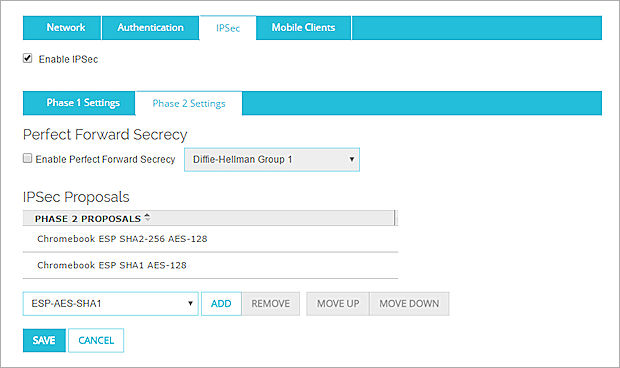 Network Authentication IPSec Mobile Clients
Enable IPSec
Phase 1 Settings Phase 2 Settings
Perfect Forward Secrecy
Enable Perfect Forward Secrecy Diffie-Hellman Group 1
IPSec Proposals
PHASE 2 PROPOSALS
Chromebook ESP SHA2-256 AES-128
Chromebook ESP SHA1 AES-128
ESP-AES-SHA1 ADD REMOVE MOVE UP MOVE DOWN
SAVE CANCEL